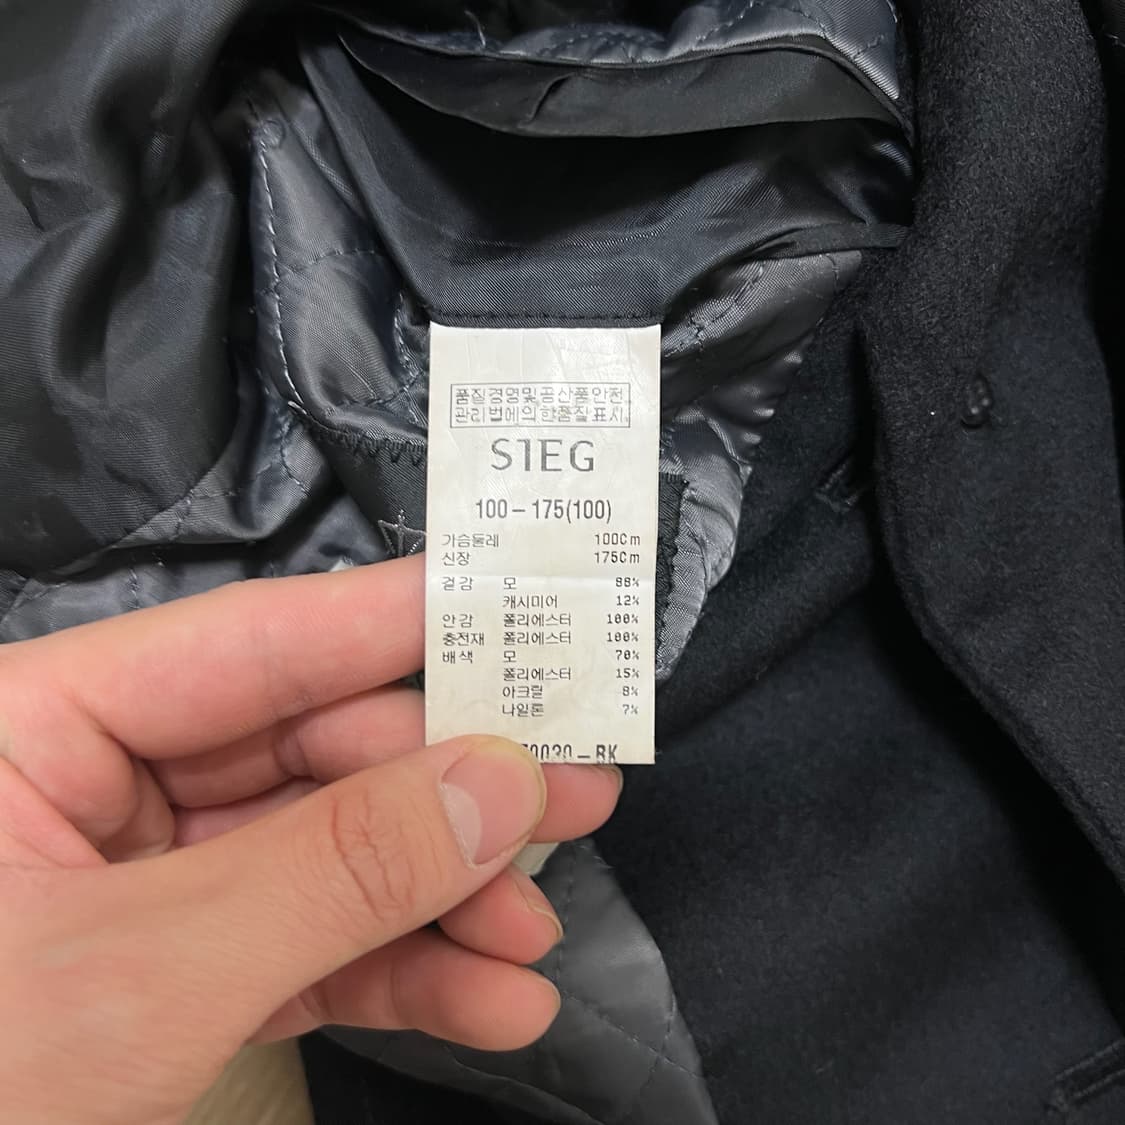 품질경영및공산품안전
관리법에의한품질표시
SIEG
100-175(100)
가슴둘레 100Cm
신장 175Cm
겉감 모 88%
캐시미어 12%
안감 폴리에스터 100%
충전재 폴리에스터 100%
배색 모 70%
폴리에스터 15%
아크릴 8%
나일론 7%
-BK